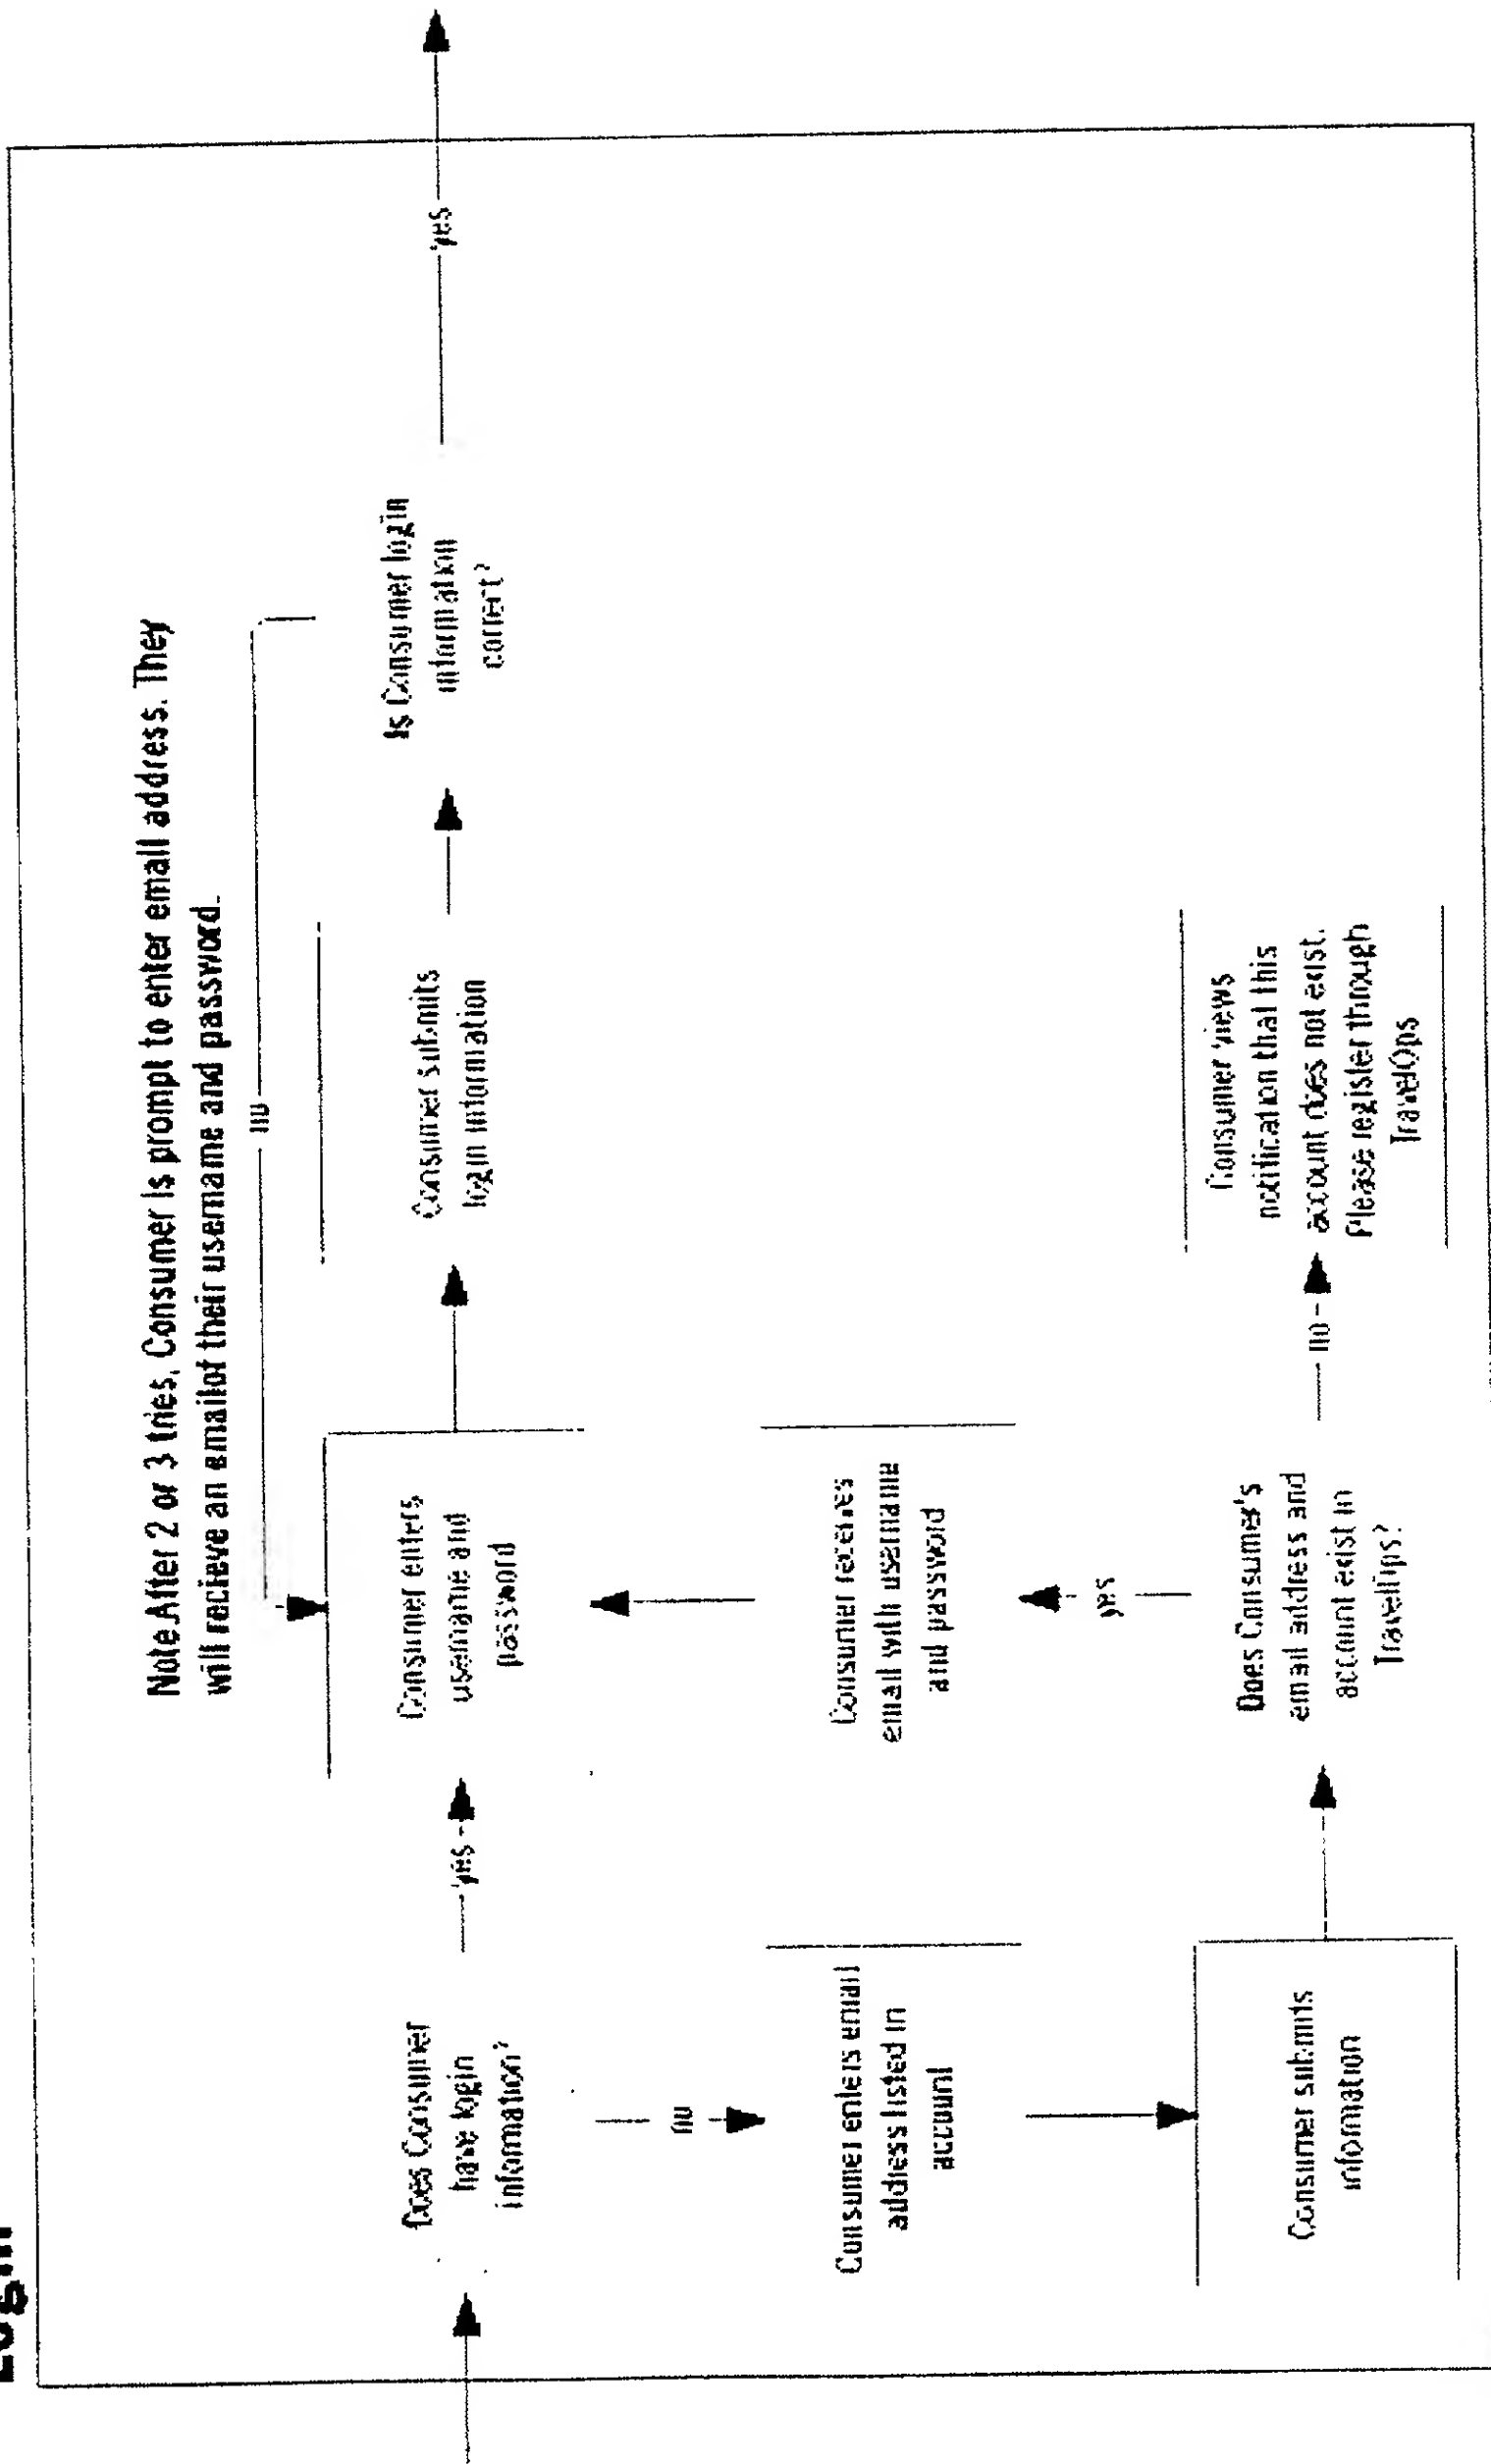 Login
Note After 2 or 3 tries, Consumer is prompt to enter email address. They
will recieve an email of their username and password.
no
Does Consumer
have login
information?
yes
Consumer enters
username and
password
Consumer submits
login information
Is Consumer login
information
correct?
yes
no
Consumer enters email
address listed in
account
Consumer receives
email with username
and password
yes
Consumer submits
information
Does Consumer's
email address and
account exist in
TravelOps?
no
Consumer views
notification that this
account does not exist.
Please register through
TravelOps